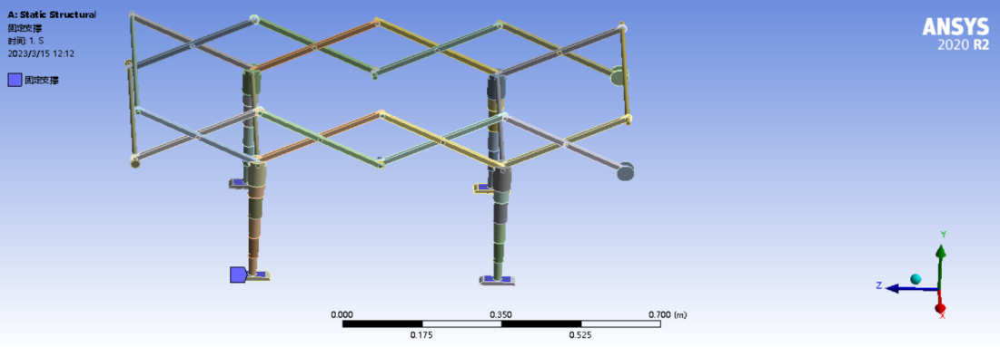 A: Static Structural
固定支撑
时间: 1. S
2023/3/15 12:12
固定支撑
ANSYS
2020 R2
Y
Z
X
0.000
0.350
0.700 (m)
0.175
0.525